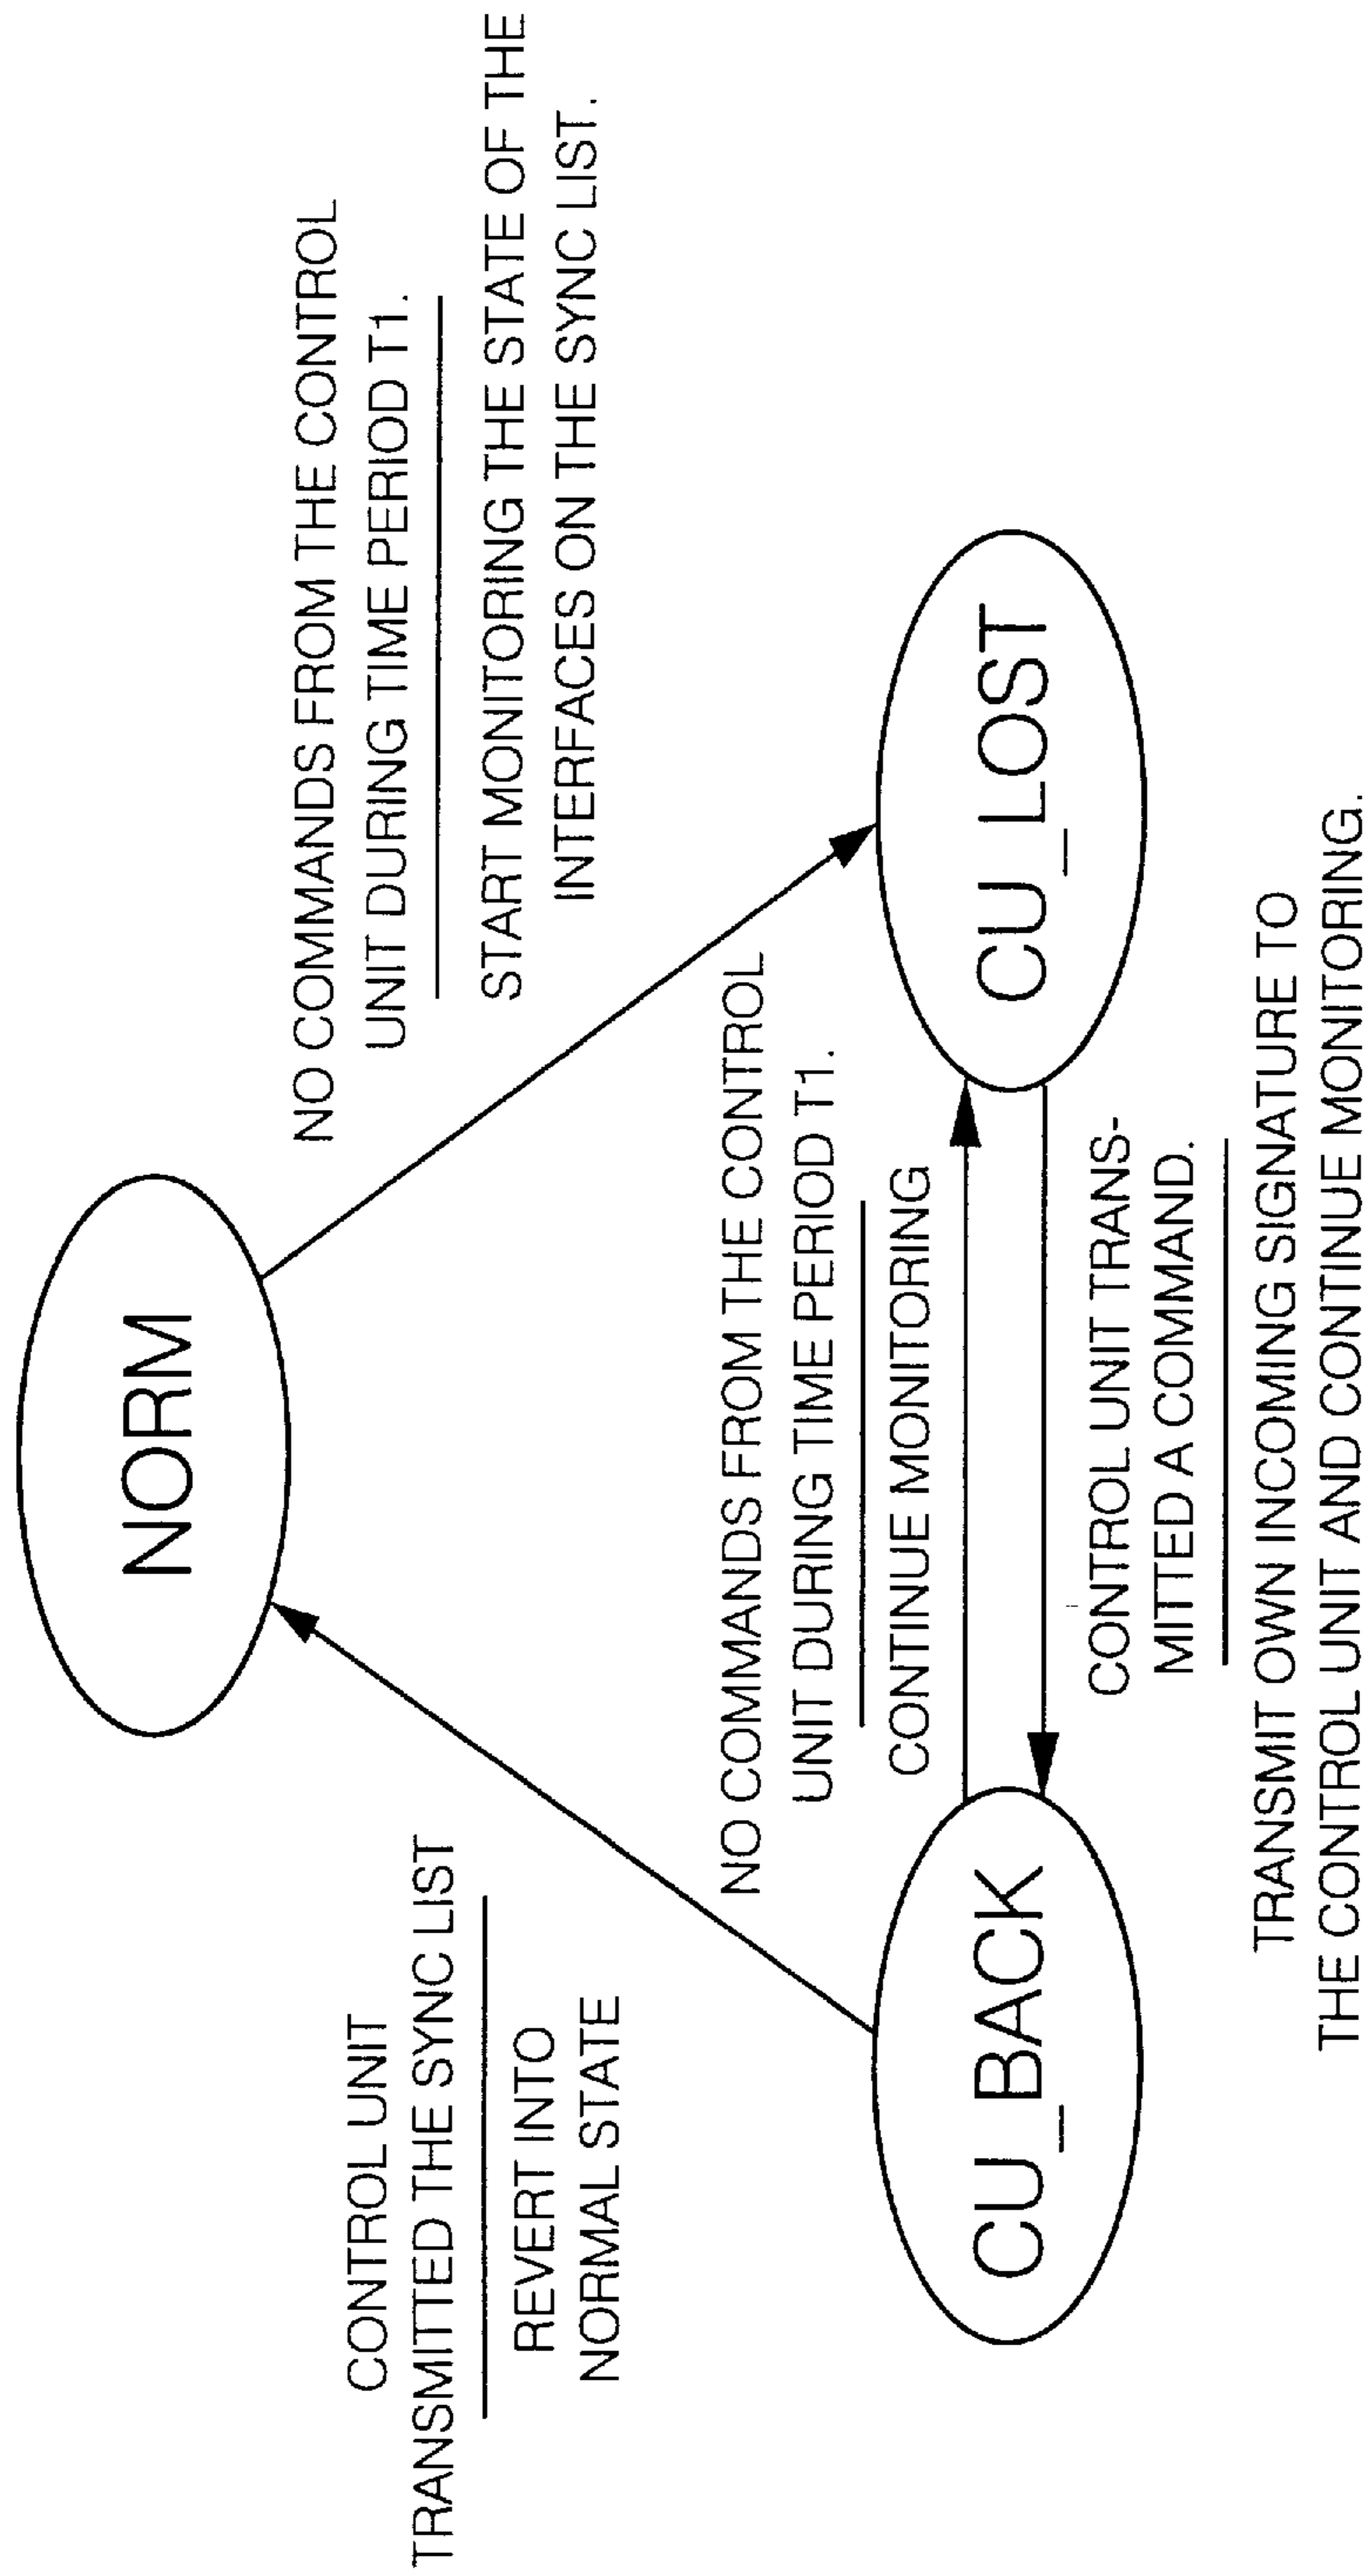 NORM
NO COMMANDS FROM THE CONTROL
UNIT DURING TIME PERIOD T1.
START MONITORING THE STATE OF THE
INTERFACES ON THE SYNC LIST.
CONTROL UNIT
TRANSMITTED THE SYNC LIST
REVERT INTO
NORMAL STATE
NO COMMANDS FROM THE CONTROL
UNIT DURING TIME PERIOD T1.
CONTINUE MONITORING
CU_BACK
CU_LOST
CONTROL UNIT TRANS-
MITTED A COMMAND.
TRANSMIT OWN INCOMING SIGNATURE TO
THE CONTROL UNIT AND CONTINUE MONITORING.